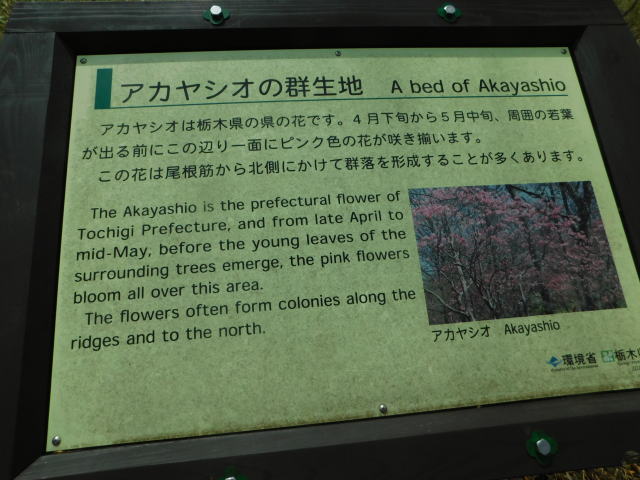 アカヤシオの群生地 A bed of Akayashio
アカヤシオは栃木県の県の花です。4月下旬から5月中旬、周囲の若葉
が出る前にこの辺り一面にピンク色の花が咲き揃います。
この花は尾根筋から北側にかけて群落を形成することが多くあります。
The Akayashio is the prefectural flower of
Tochigi Prefecture, and from late April to
mid-May, before the young leaves of the
surrounding trees emerge, the pink flowers
bloom all over this area.
The flowers often form colonies along the
ridges and to the north.
アカヤシオ Akayashio
環境省 栃木